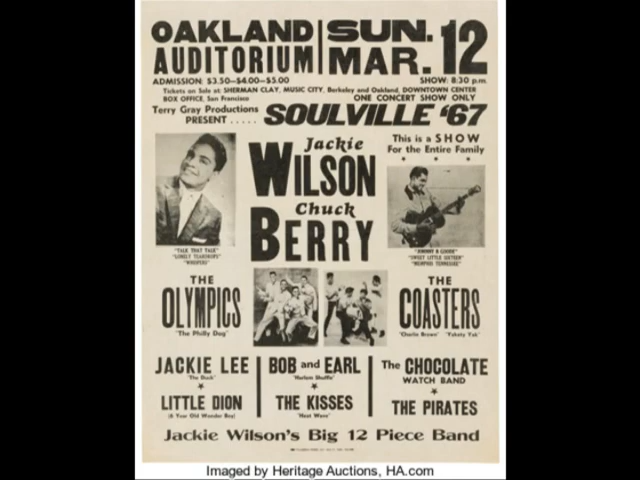 OAKLAND AUDITORIUM
SUN. MAR. 12
ADMISSION: $3.50—$4.00—$5.00
SHOW: 8:30 p.m.
Tickets on Sale at: SHERMAN CLAY, MUSIC CITY, Berkeley and Oakland, DOWNTOWN CENTER
BOX OFFICE, San Francisco
ONE CONCERT SHOW ONLY
Terry Gray Productions
PRESENT . . . . .
SOULVILLE '67
Jackie
WILSON
Chuck
BERRY
This is a SHOW
For the Entire Family
* * *
"TALK THAT TALK"
"LONELY TEARDROPS"
"WHISPERS"
"JOHNNY B GOODE"
"SWEET LITTLE SIXTEEN"
"MEMPHIS TENNESSEE"
THE
OLYMPICS
"The Philly Dog"
THE
COASTERS
"Charlie Brown" "Yakety Yak"
JACKIE LEE
"The Duck"
LITTLE DION
(8 Year Old Wonder Boy)
BOB and EARL
"Harlem Shuffle"
THE KISSES
"Heat Wave"
The CHOCOLATE
WATCH BAND
THE PIRATES
Jackie Wilson's Big 12 Piece Band
Imaged by Heritage Auctions, HA.com